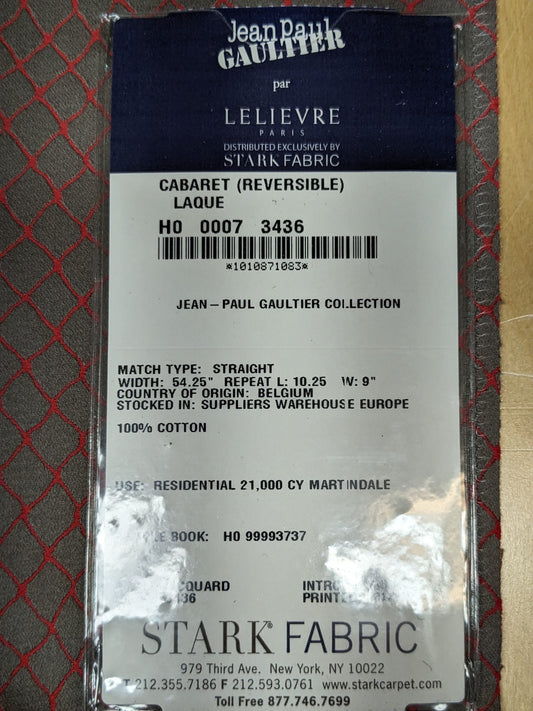 Jean Paul
GAULTIER
par
LELIEVRE
PARIS
DISTRIBUTED EXCLUSIVELY BY
STARK FABRIC
CABARET (REVERSIBLE)
LAQUE
H0 0007 3436
*1010871083*
JEAN-PAUL GAULTIER COLLECTION
MATCH TYPE: STRAIGHT
WIDTH: 54.25" REPEAT L: 10.25 W: 9"
COUNTRY OF ORIGIN: BELGIUM
STOCKED IN: SUPPLIERS WAREHOUSE EUROPE
100% COTTON
USE: RESIDENTIAL 21,000 CY MARTINDALE
BOOK: H0 99993737
STARK® FABRIC
979 Third Ave. New York, NY 10022
T 212.355.7186 F 212.593.0761 www.starkcarpet.com
Toll Free 877.746.7699